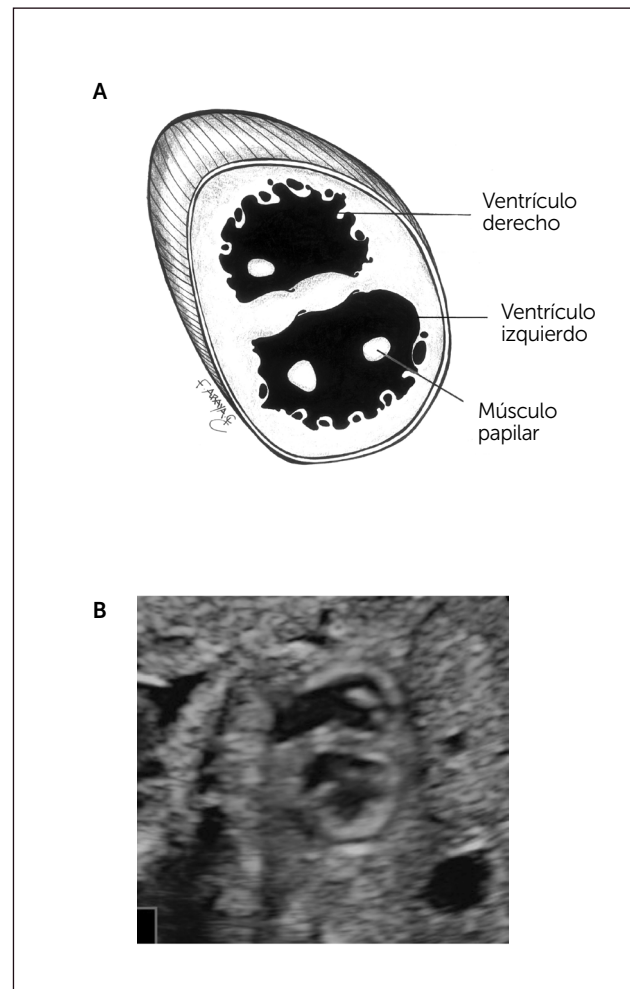 A
Ventrículo
derecho
Ventrículo
izquierdo
Músculo
papilar
B